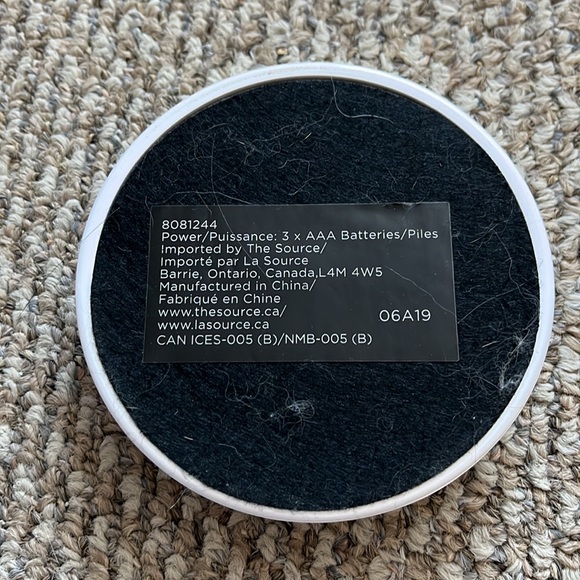 8081244
Power/Puissance: 3 x AAA Batteries/Piles
Imported by The Source/
Importé par La Source
Barrie, Ontario, Canada,L4M 4W5
Manufactured in China/
Fabriqué en Chine
www.thesource.ca/
www.lasource.ca
06A19
CAN ICES-005 (B)/NMB-005 (B)